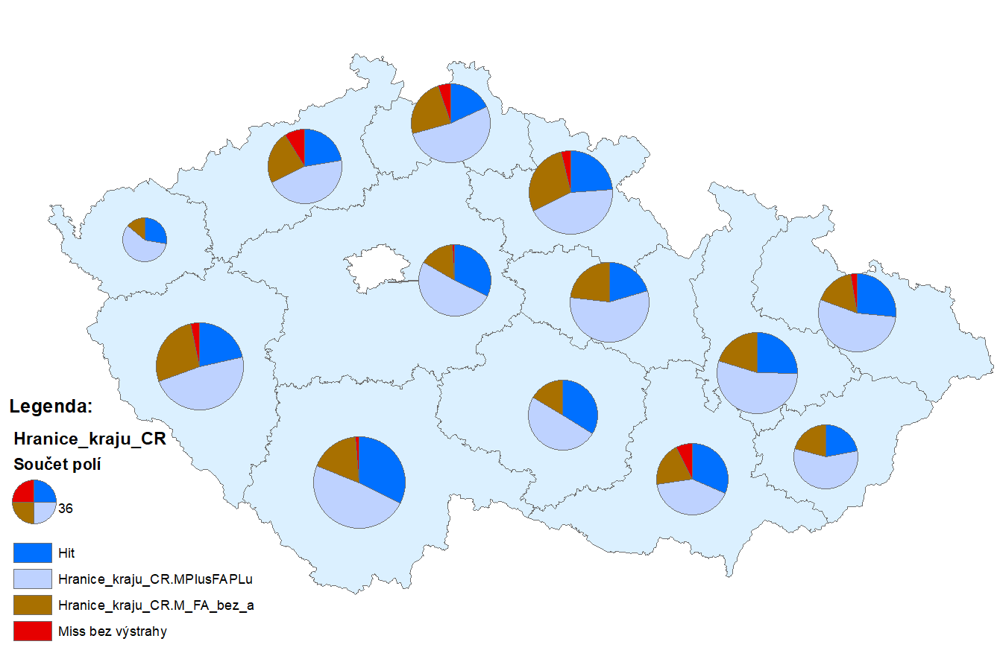 Legenda:
Hranice_kraju_CR
Součet polí
36
Hit
Hranice_kraju_CR.MPlusFAPLu
Hranice_kraju_CR.M_FA_bez_a
Miss bez výstrahy